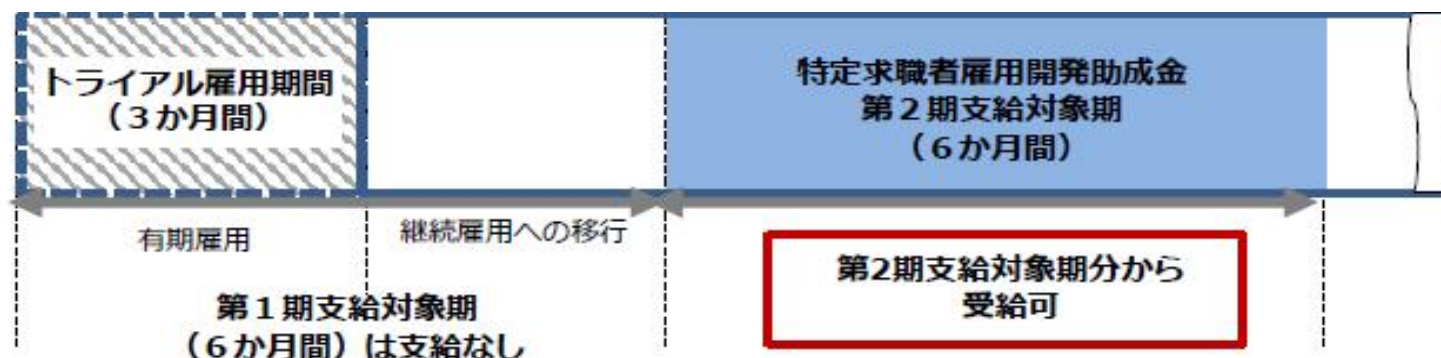 トライアル雇用期間
（３か月間）
特定求職者雇用開発助成金
第２期支給対象期
（６か月間）
有期雇用
継続雇用への移行
第１期支給対象期
（６か月間）は支給なし
第2期支給対象期分から
受給可